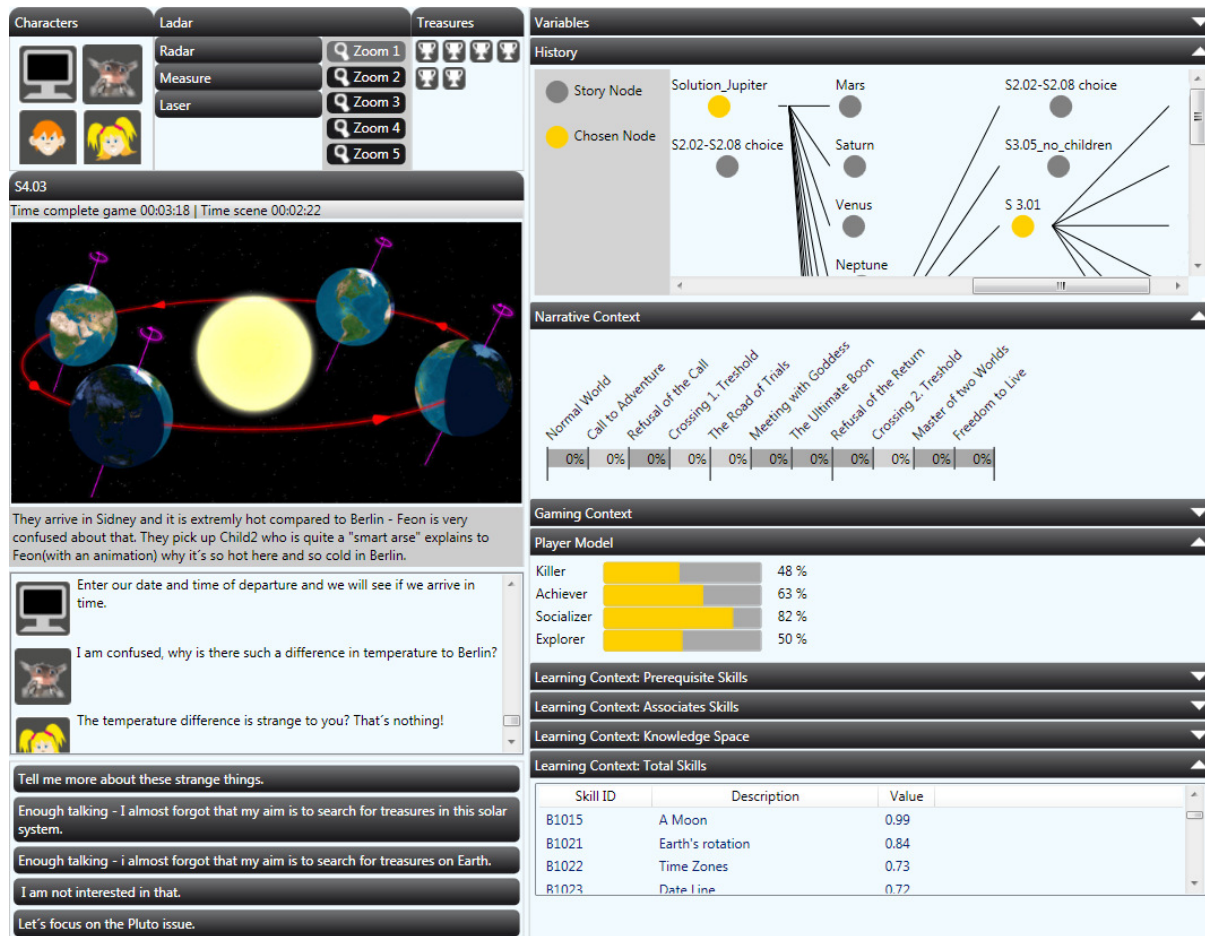 Characters
Ladar
Treasures
Radar
Measure
Laser
Zoom 1
Zoom 2
Zoom 3
Zoom 4
Zoom 5
S4.03
Time complete game 00:03:18 | Time scene 00:02:22
They arrive in Sidney and it is extremly hot compared to Berlin - Feon is very
confused about that. They pick up Child2 who is quite a "smart arse" explains to
Feon(with an animation) why it´s so hot here and so cold in Berlin.
Enter our date and time of departure and we will see if we arrive in
time.
I am confused, why is there such a difference in temperature to Berlin?
The temperature difference is strange to you? That´s nothing!
Tell me more about these strange things.
Enough talking - I almost forgot that my aim is to search for treasures in this solar
system.
Enough talking - i almost forgot that my aim is to search for treasures on Earth.
I am not interested in that.
Let´s focus on the Pluto issue.
Variables
History
Story Node
Chosen Node
Solution_Jupiter
Mars
S2.02-S2.08 choice
S2.02-S2.08 choice
Saturn
S3.05_no_children
Venus
S 3.01
Neptune
Narrative Context
Normal World
Call to Adventure
Refusal of the Call
Crossing 1. Treshold
The Road of Trials
Meeting with Goddess
The Ultimate Boon
Refusal of the Return
Crossing 2. Treshold
Master of two Worlds
Freedom to Live
0% 0% 0% 0% 0% 0% 0% 0% 0% 0% 0%
Gaming Context
Player Model
Killer 48 %
Achiever 63 %
Socializer 82 %
Explorer 50 %
Learning Context: Prerequisite Skills
Learning Context: Associates Skills
Learning Context: Knowledge Space
Learning Context: Total Skills
Skill ID Description Value
B1015 A Moon 0.99
B1021 Earth's rotation 0.84
B1022 Time Zones 0.73
B1023 Date Line 0.72